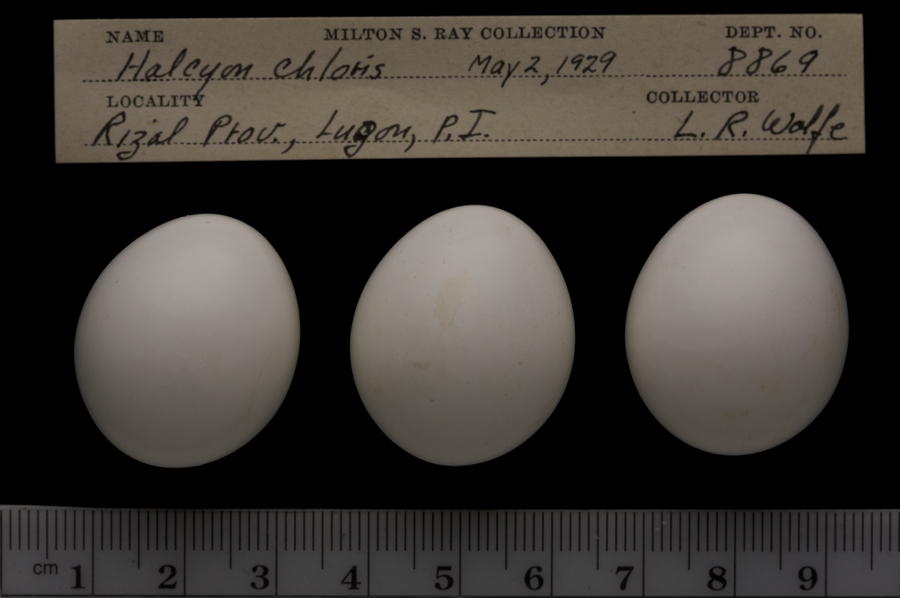 NAME MILTON S. RAY COLLECTION DEPT. NO.
Halcyon chloris May 2, 1929 8869
LOCALITY COLLECTOR
Rizal Prov., Luzon, P.I. L. R. Wolfe
cm 1 2 3 4 5 6 7 8 9